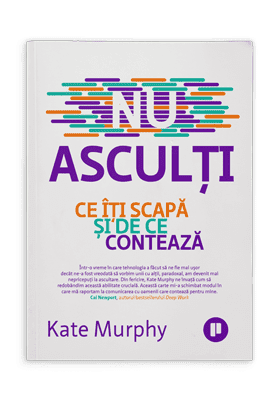 NU
ASCULȚI
CE ÎȚI SCAPĂ
ȘI DE CE
CONTEAZĂ
Într-o vreme în care tehnologia a făcut să ne fie mai ușor
decât ne-a fost vreodată să vorbim unii cu alții, paradoxal, am devenit mai
nepricepuți la ascultare. Din fericire, Kate Murphy ne învață cum să
redobândim această abilitate crucială. Această carte mi-a schimbat modul în
care mă raportam la comunicarea cu oamenii care contează pentru mine.
Cal Newport, autorul bestsellerului Deep Work
Kate Murphy